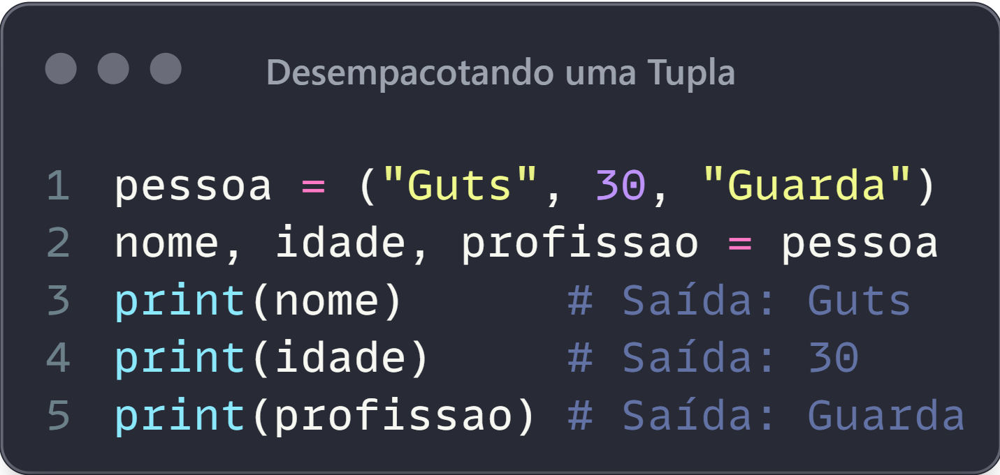 Desempacotando uma Tupla
1 pessoa = ("Guts", 30, "Guarda")
2 nome, idade, profissao = pessoa
3 print(nome)      # Saída: Guts
4 print(idade)     # Saída: 30
5 print(profissao) # Saída: Guarda